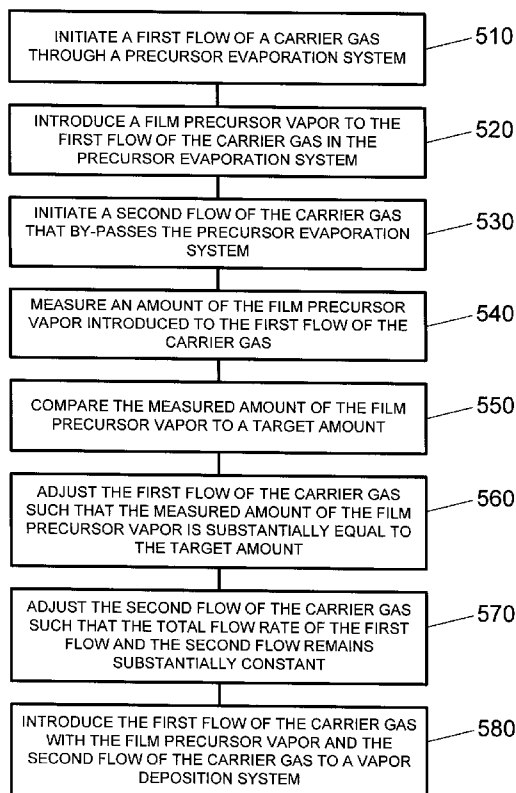 INITIATE A FIRST FLOW OF A CARRIER GAS
THROUGH A PRECURSOR EVAPORATION SYSTEM
510
INTRODUCE A FILM PRECURSOR VAPOR TO THE
FIRST FLOW OF THE CARRIER GAS IN THE
PRECURSOR EVAPORATION SYSTEM
520
INITIATE A SECOND FLOW OF THE CARRIER GAS
THAT BY-PASSES THE PRECURSOR EVAPORATION
SYSTEM
530
MEASURE AN AMOUNT OF THE FILM PRECURSOR
VAPOR INTRODUCED TO THE FIRST FLOW OF THE
CARRIER GAS
540
COMPARE THE MEASURED AMOUNT OF THE FILM
PRECURSOR VAPOR TO A TARGET AMOUNT
550
ADJUST THE FIRST FLOW OF THE CARRIER GAS
SUCH THAT THE MEASURED AMOUNT OF THE FILM
PRECURSOR VAPOR IS SUBSTANTIALLY EQUAL TO
THE TARGET AMOUNT
560
ADJUST THE SECOND FLOW OF THE CARRIER GAS
SUCH THAT THE TOTAL FLOW RATE OF THE FIRST
FLOW AND THE SECOND FLOW REMAINS
SUBSTANTIALLY CONSTANT
570
INTRODUCE THE FIRST FLOW OF THE CARRIER GAS
WITH THE FILM PRECURSOR VAPOR AND THE
SECOND FLOW OF THE CARRIER GAS TO A VAPOR
DEPOSITION SYSTEM
580